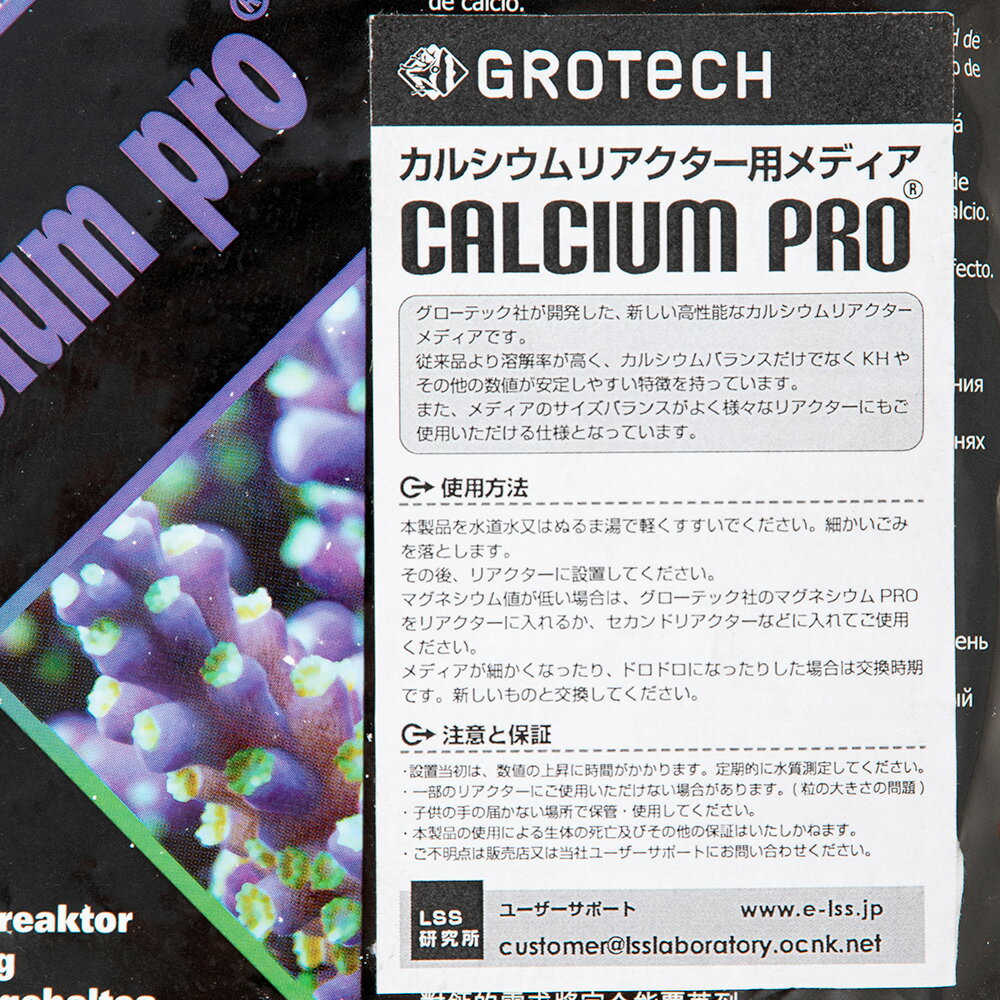 de calcio.
®
ium pro
GROTECH
カルシウムリアクター用メディア
CALCIUM PRO®
グローテック社が開発した、新しい高性能なカルシウムリアクター
メディアです。
従来品より溶解率が高く、カルシウムバランスだけでなくKHや
その他の数値が安定しやすい特徴を持っています。
また、メディアのサイズバランスがよく様々なリアクターにもご
使用いただける仕様となっています。
使用方法
本製品を水道水又はぬるま湯で軽くすすいでください。細かいごみ
を落とします。
その後、リアクターに設置してください。
マグネシウム値が低い場合は、グローテック社のマグネシウムPRO
をリアクターに入れるか、セカンドリアクターなどに入れてご使用
ください。
メディアが細かくなったり、ドロドロになったりした場合は交換時期
です。新しいものと交換してください。
注意と保証
・設置当初は、数値の上昇に時間がかかります。定期的に水質測定してください。
・一部のリアクターにご使用いただけない場合があります。(粒の大きさの問題)
・子供の手の届かない場所で保管・使用してください。
・本製品の使用による生体の死亡及びその他の保証はいたしかねます。
・ご不明点は販売店又は当社ユーザーサポートにお問い合わせください。
LSS
研究所
ユーザーサポート www.e-lss.jp
customer@lsslaboratory.ocnk.net
d de
o de
á
de
alcio.
fecto.
ния
нях
ень
ый
reaktor
g